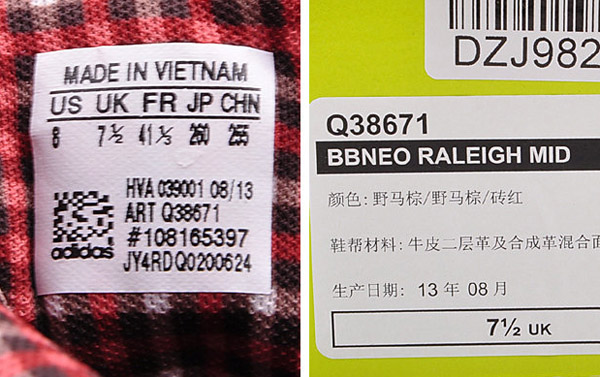 MADE IN VIETNAM
US UK FR JP CHN
8 7½ 41⅓ 260 255
HVA 039001 08/13
ART Q38671
#108165397
JY4RDQ0200624
adidas
DZJ982
Q38671
BBNEO RALEIGH MID
颜色: 野马棕/野马棕/砖红
鞋帮材料: 牛皮二层革及合成革混合面
生产日期: 13 年 08 月
7½ UK